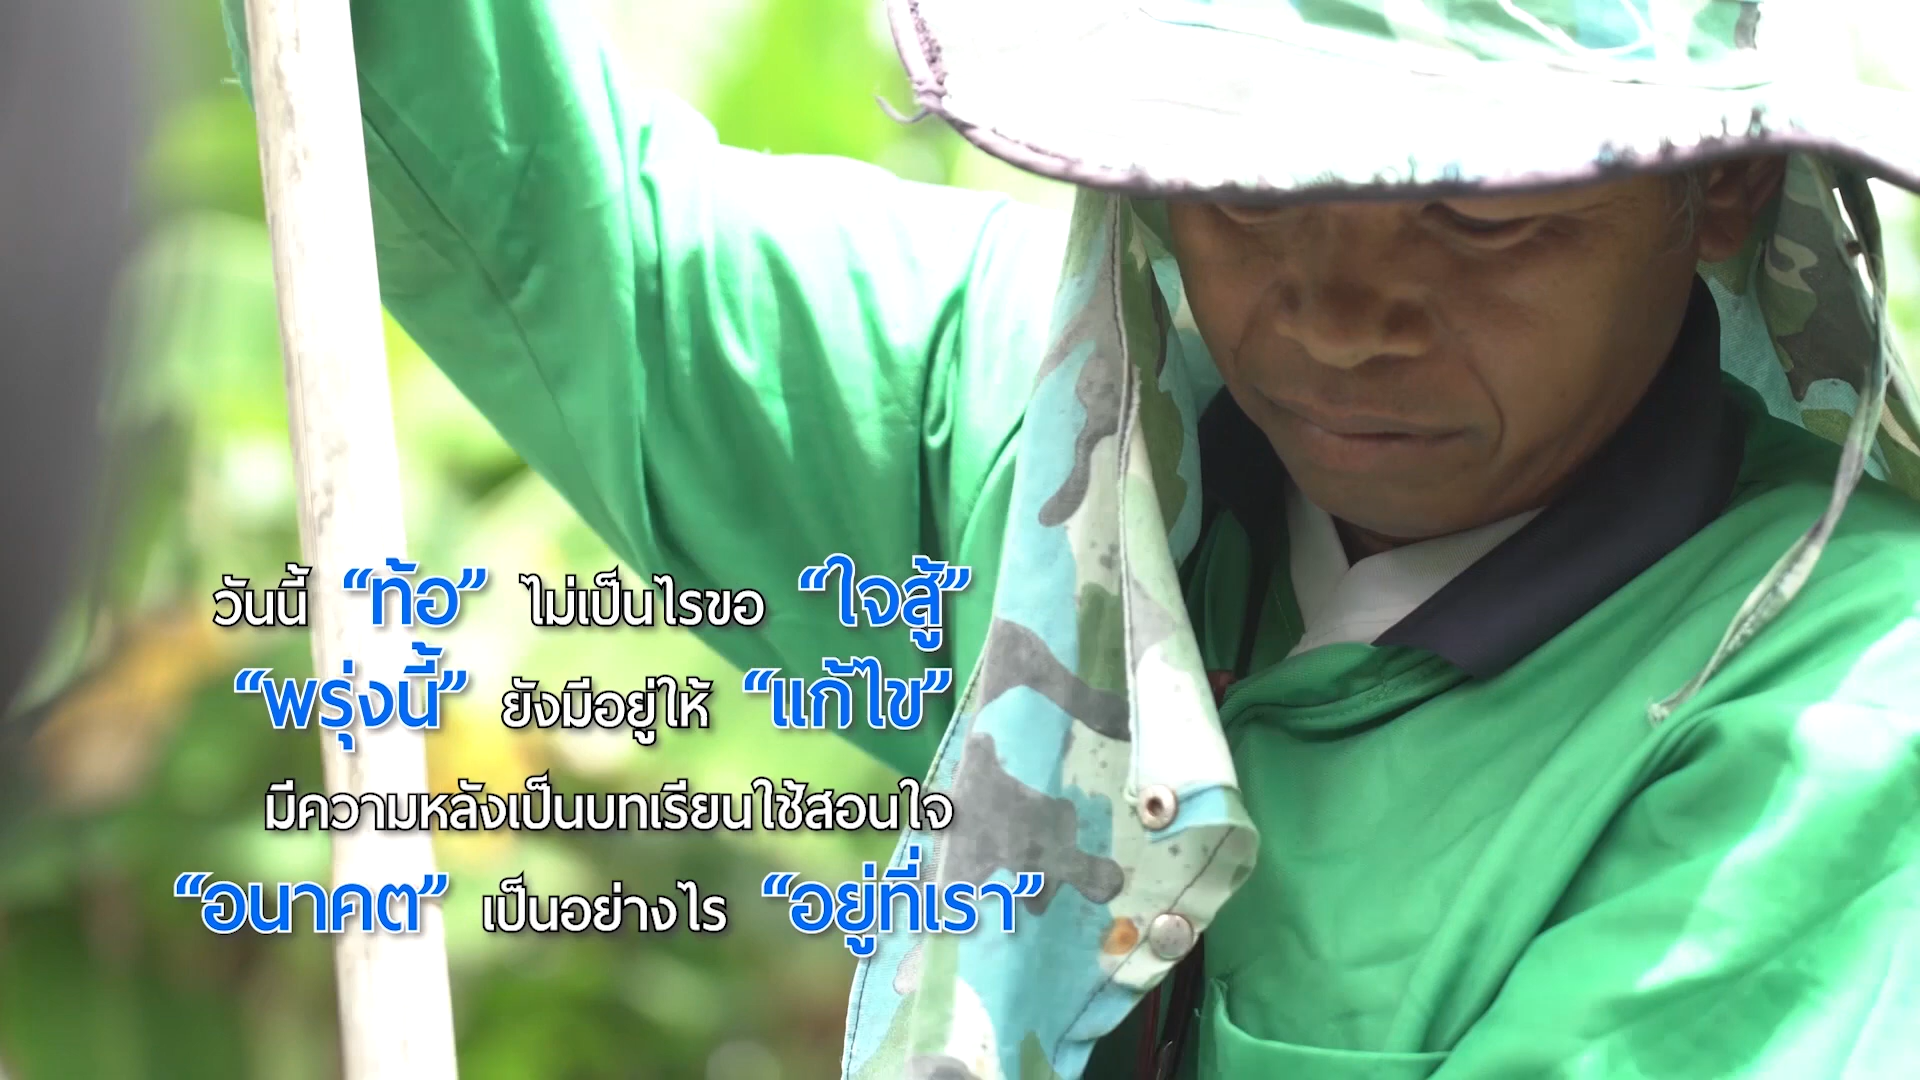 วันนี้ “ท้อ” ไม่เป็นไรขอ “ใจสู้”
“พรุ่งนี้” ยังมีอยู่ให้ “แก้ไข”
มีความหลังเป็นบทเรียนใช้สอนใจ
“อนาคต” เป็นอย่างไร “อยู่ที่เรา”